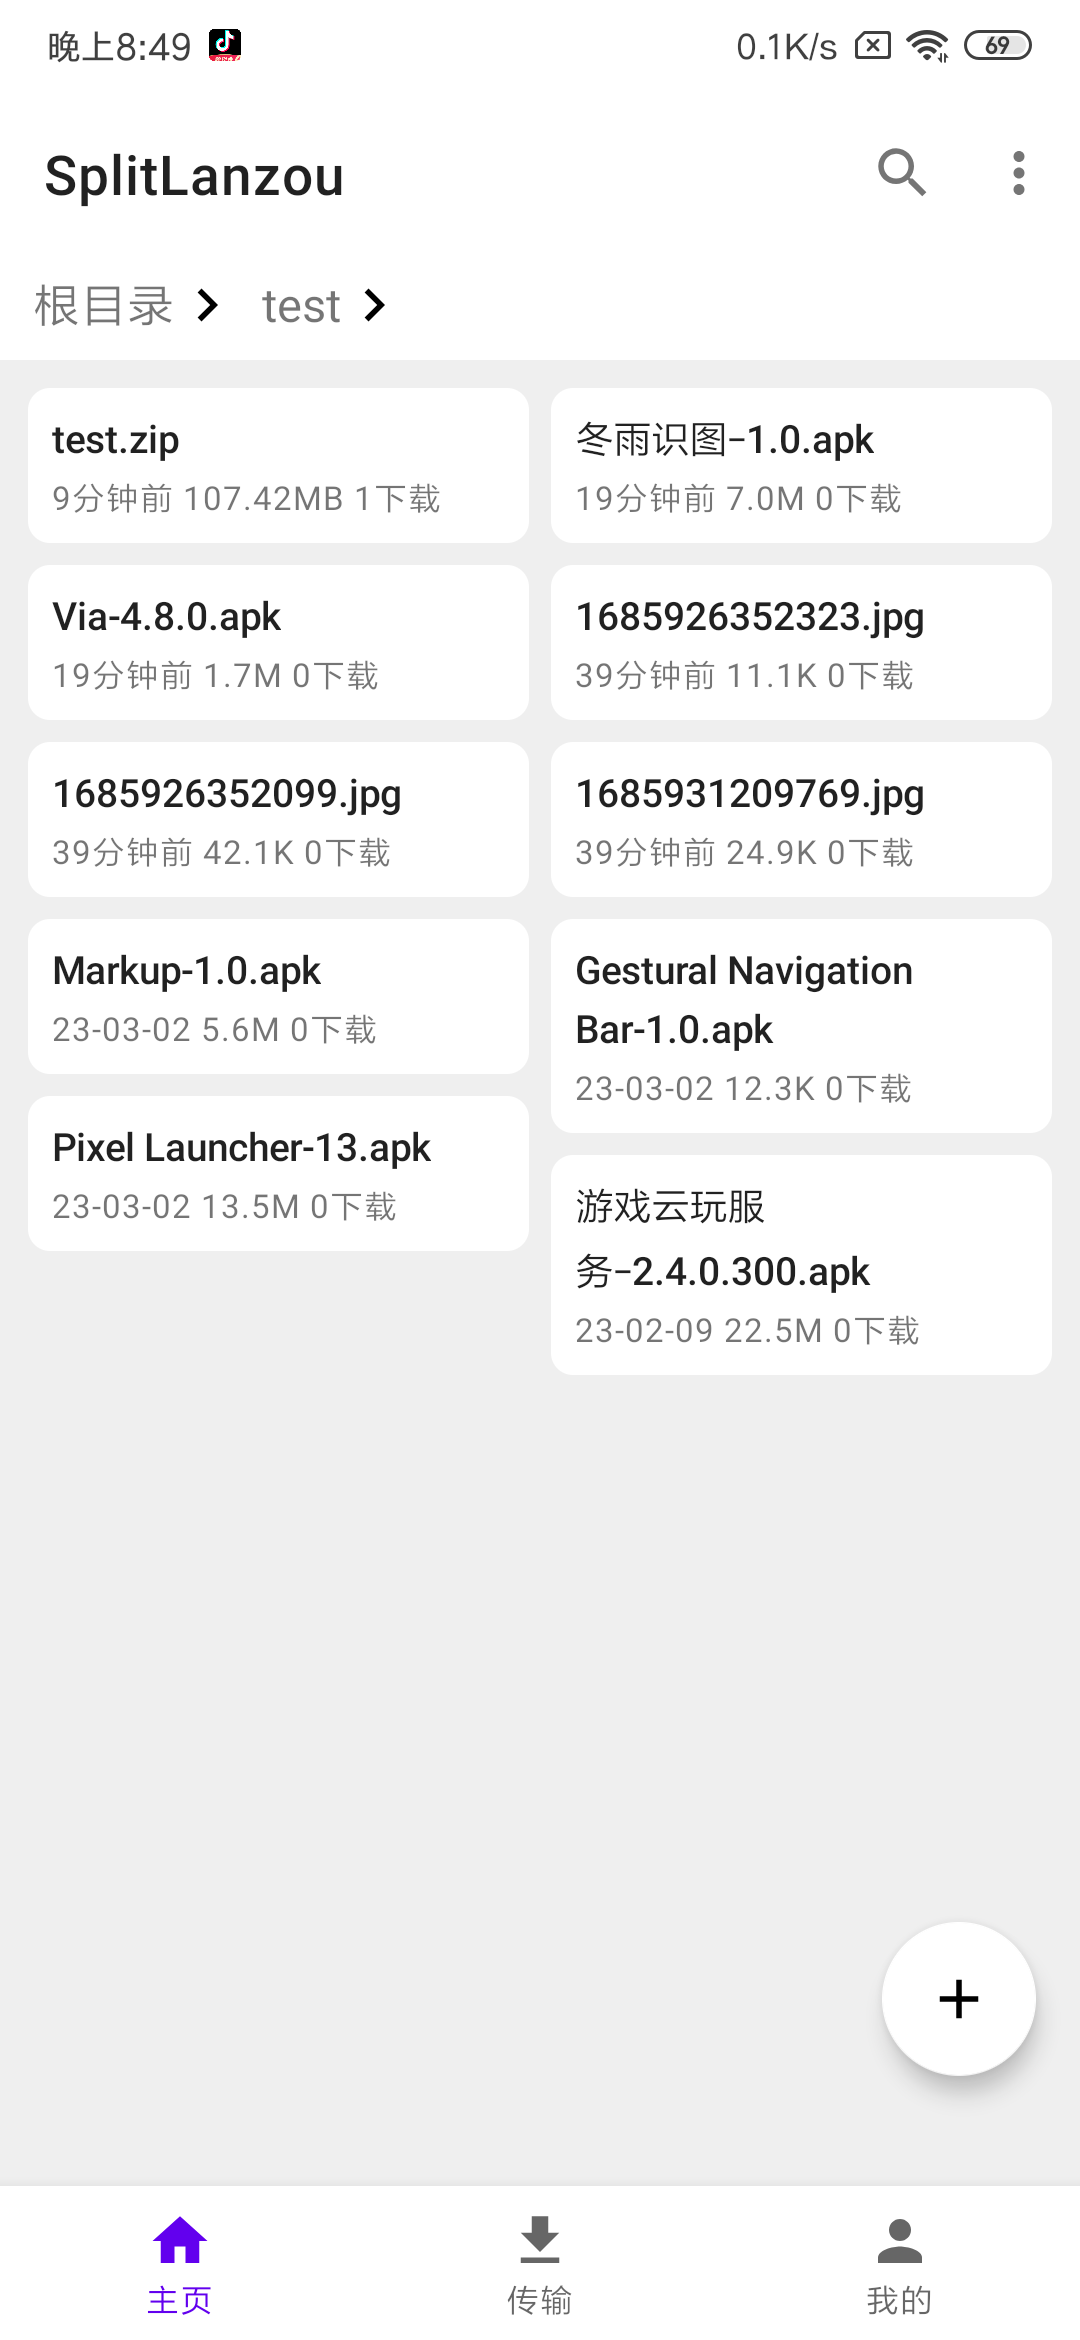 晚上8:49
0.1K/s
69
SplitLanzou
根目录 test
test.zip
9分钟前 107.42MB 1下载
冬雨识图-1.0.apk
19分钟前 7.0M 0下载
Via-4.8.0.apk
19分钟前 1.7M 0下载
1685926352323.jpg
39分钟前 11.1K 0下载
1685926352099.jpg
39分钟前 42.1K 0下载
1685931209769.jpg
39分钟前 24.9K 0下载
Markup-1.0.apk
23-03-02 5.6M 0下载
Gestural Navigation
Bar-1.0.apk
23-03-02 12.3K 0下载
Pixel Launcher-13.apk
23-03-02 13.5M 0下载
游戏云玩服
务-2.4.0.300.apk
23-02-09 22.5M 0下载
主页
传输
我的